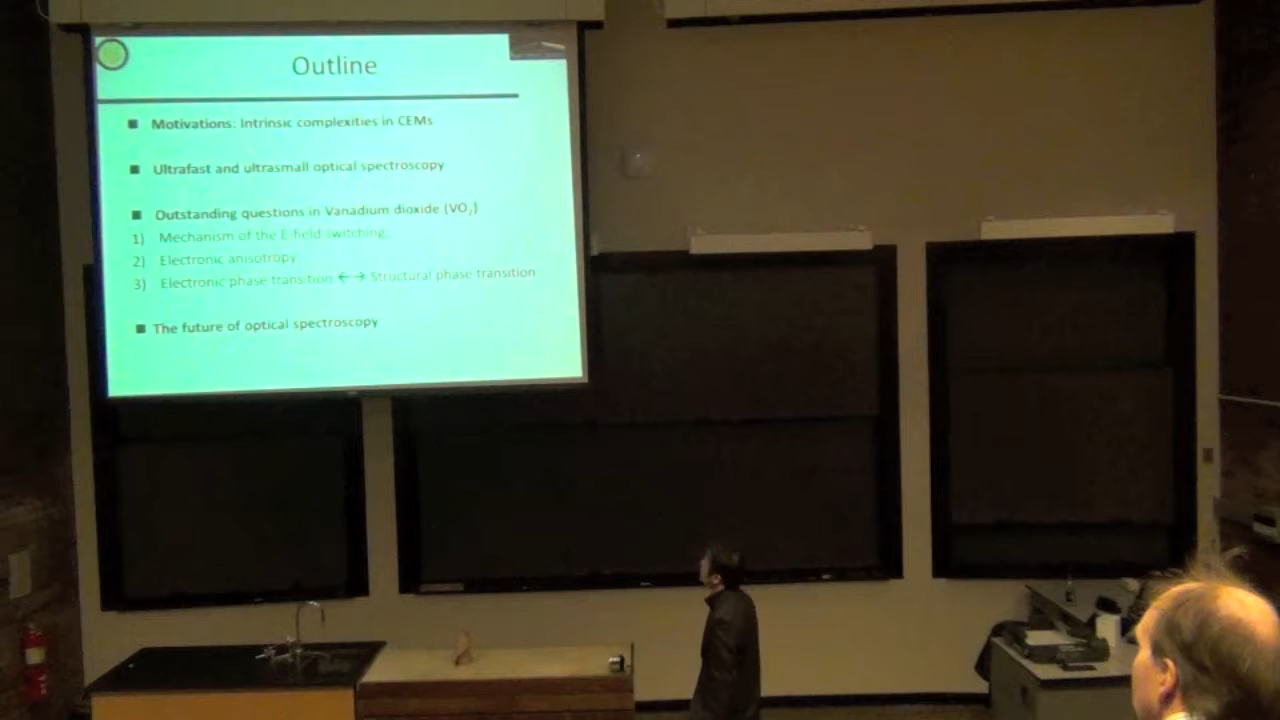 Outline
■ Motivations: Intrinsic complexities in CEMs
■ Ultrafast and ultrasmall optical spectroscopy
■ Outstanding questions in Vanadium dioxide (VO₂)
1) Mechanism of the E-field switching;
2) Electronic anisotropy
3) Electronic phase transition ←→ Structural phase transition
■ The future of optical spectroscopy